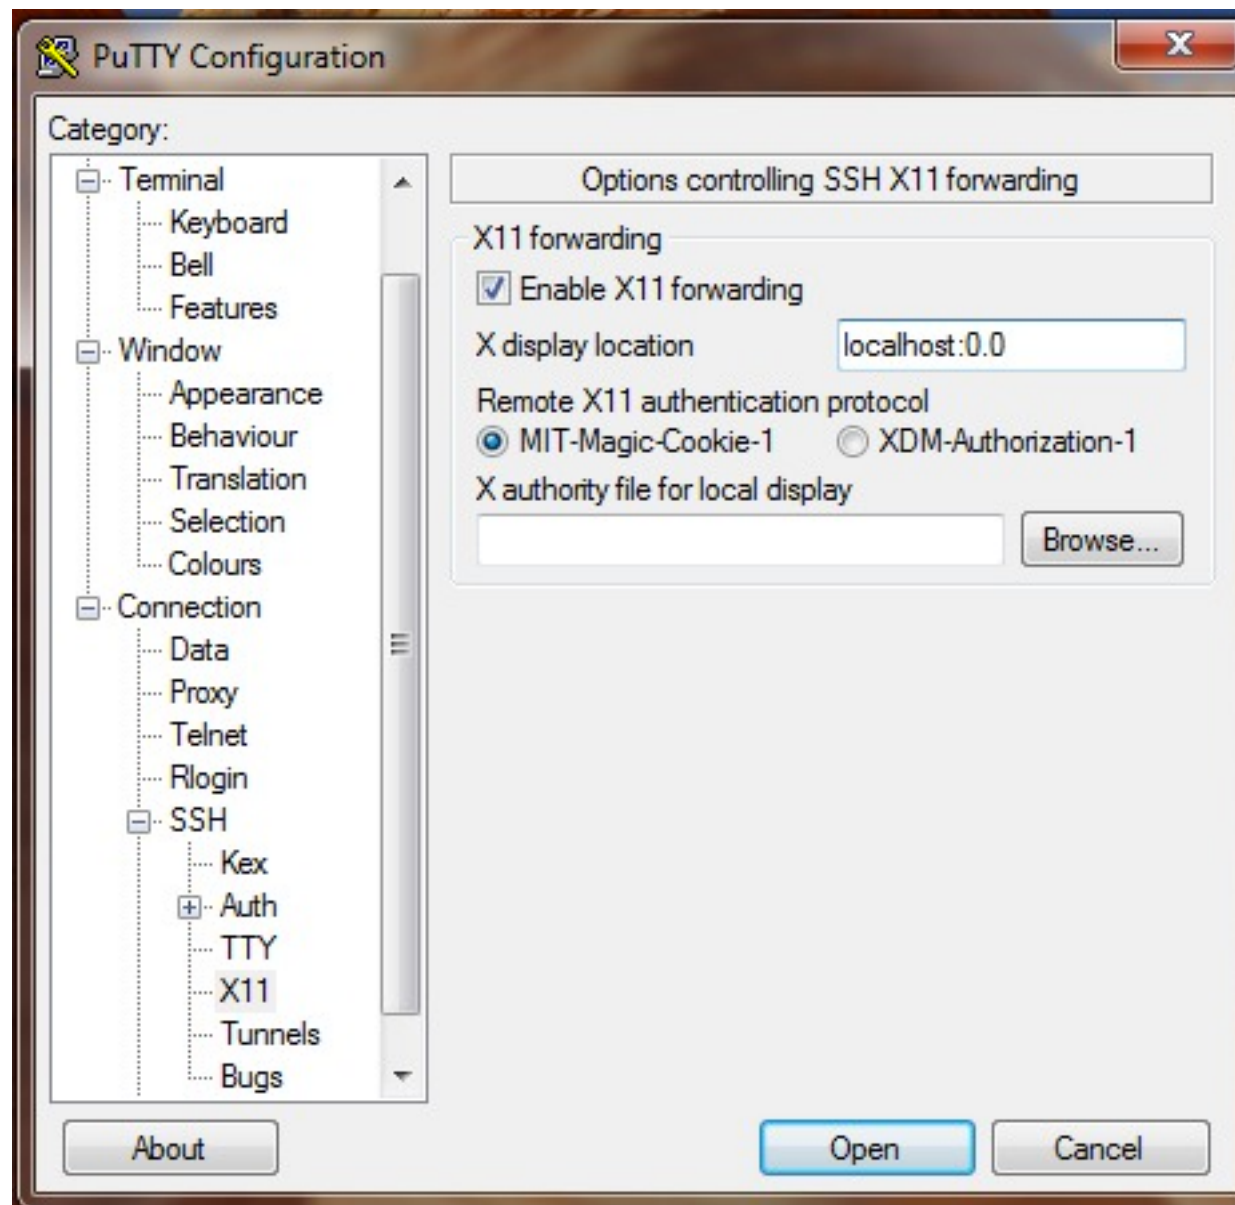 PuTTY Configuration
Category:
Terminal
Keyboard
Bell
Features
Window
Appearance
Behaviour
Translation
Selection
Colours
Connection
Data
Proxy
Telnet
Rlogin
SSH
Kex
Auth
TTY
X11
Tunnels
Bugs
Options controlling SSH X11 forwarding
X11 forwarding
Enable X11 forwarding
X display location localhost:0.0
Remote X11 authentication protocol
MIT-Magic-Cookie-1 XDM-Authorization-1
X authority file for local display
Browse...
About Open Cancel